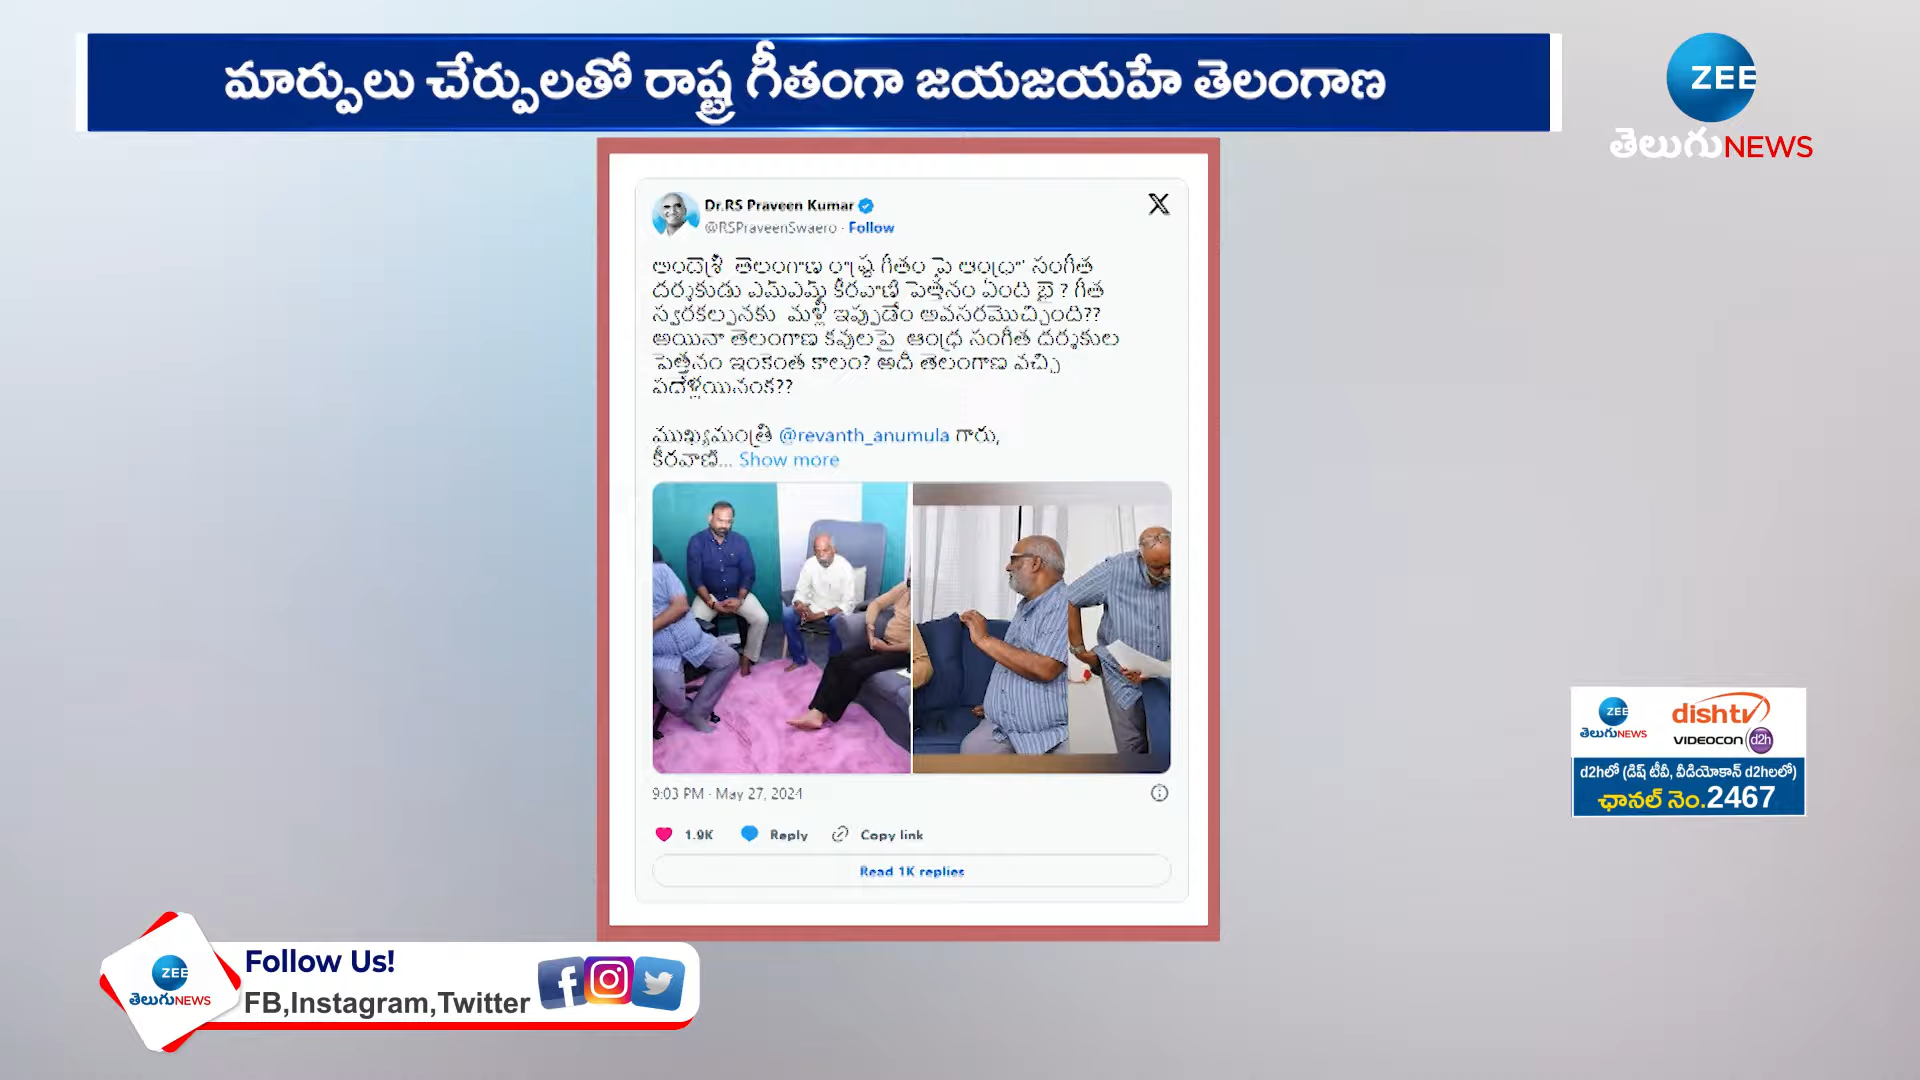 మార్పులు చేర్పులతో రాష్ట్ర గీతంగా జయజయహే తెలంగాణ
ZEE
తెలుగు NEWS
Dr.RS Praveen Kumar
@RSPraveenSwaero · Follow
అందెశ్రీ తెలంగాణ రాష్ట్ర గీతం పై ఆంధ్రా' సంగీత
దర్శకుడు ఎమ్ఎమ్ కీరవాణి పెత్తనం ఏంది భై ? గీత
స్వరకల్పనకు మళ్లీ ఇప్పుడేం అవసరమొచ్చింది??
అయినా తెలంగాణ కవులపై ఆంధ్ర సంగీత దర్శకుల
పెత్తనం ఇంకెంత కాలం? అదీ తెలంగాణ వచ్చి
పదేళ్లయినంక??
ముఖ్యమంత్రి @revanth_anumula గారు,
కీరవాణి... Show more
9:03 PM · May 27, 2024
1.9K Reply Copy link
Read 1K replies
ZEE
తెలుగు NEWS
dishtv
VIDEOCON d2h
d2hలో (డిష్ టీవీ, వీడియోకాన్ d2hలలో)
ఛానల్ నెం.2467
ZEE
తెలుగు NEWS
Follow Us!
FB,Instagram,Twitter